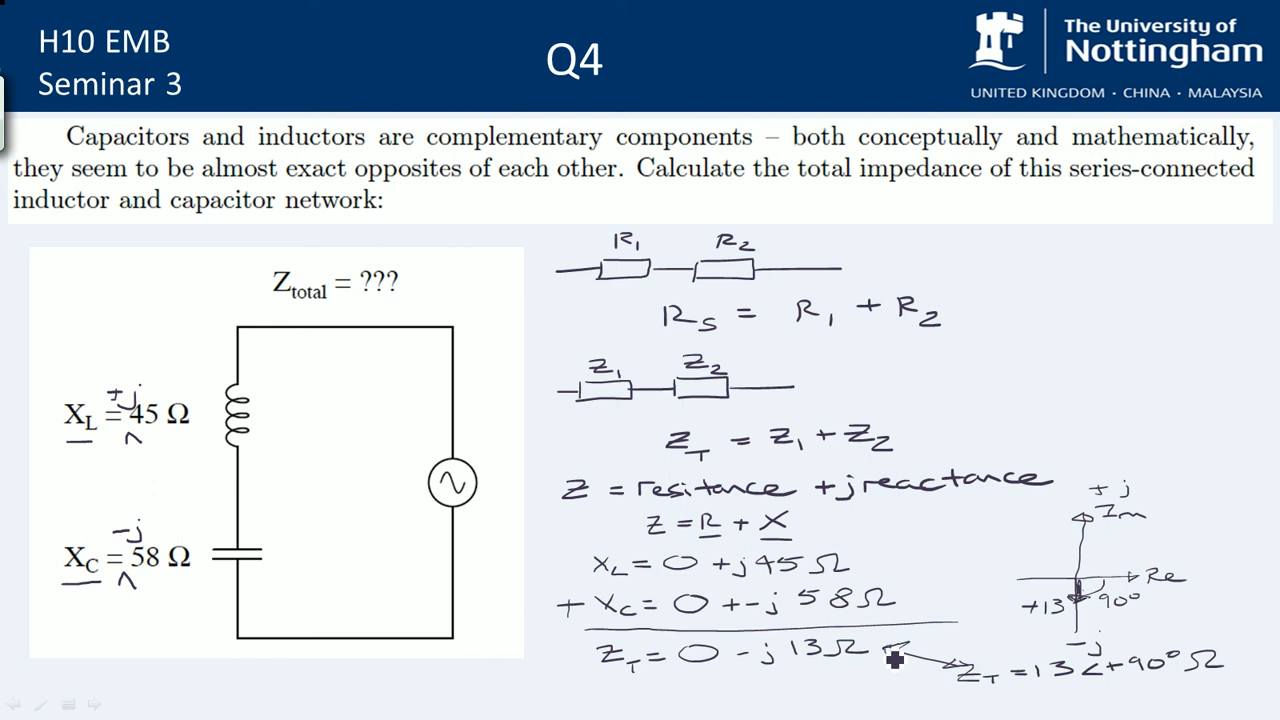 H10 EMB
Seminar 3
Q4
The University of
Nottingham
UNITED KINGDOM · CHINA · MALAYSIA
Capacitors and inductors are complementary components – both conceptually and mathematically,
they seem to be almost exact opposites of each other. Calculate the total impedance of this series-connected
inductor and capacitor network:
Ztotal = ???
+j
XL = 45 Ω
^
-j
XC = 58 Ω
^
R1 R2
RS = R1 + R2
Z1 Z2
ZT = Z1 + Z2
Z = resitance + j reactance
Z = R + X
XL = 0 + j 45 Ω
+ XC = 0 + - j 58 Ω
ZT = 0 - j 13 Ω
+j
Im
Re
+13 90°
-j
ZT = 13 ∠ +90° Ω